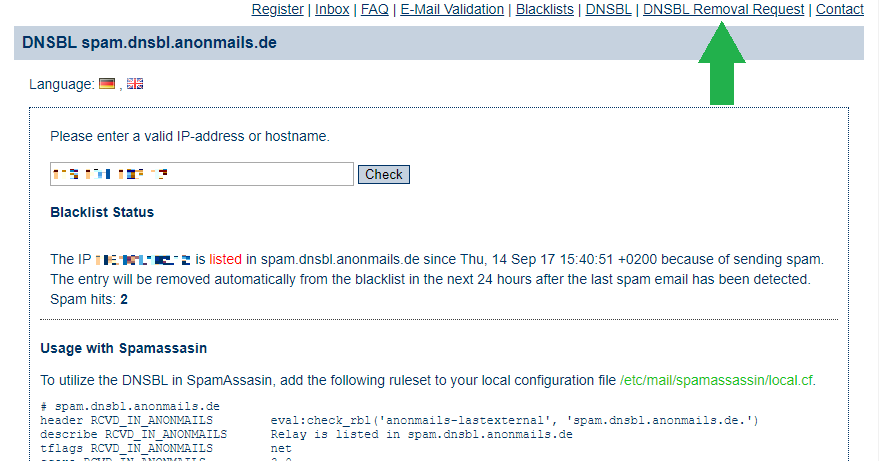 Register | Inbox | FAQ | E-Mail Validation | Blacklists | DNSBL | DNSBL Removal Request | Contact
DNSBL spam.dnsbl.anonmails.de
Language: ,
Please enter a valid IP-address or hostname.
Check
Blacklist Status
The IP is listed in spam.dnsbl.anonmails.de since Thu, 14 Sep 17 15:40:51 +0200 because of sending spam.
The entry will be removed automatically from the blacklist in the next 24 hours after the last spam email has been detected.
Spam hits: 2
Usage with Spamassasin
To utilize the DNSBL in SpamAssasin, add the following ruleset to your local configuration file /etc/mail/spamassassin/local.cf.
# spam.dnsbl.anonmails.de
header RCVD_IN_ANONMAILS eval:check_rbl('anonmails-lastexternal', 'spam.dnsbl.anonmails.de.')
describe RCVD_IN_ANONMAILS Relay is listed in spam.dnsbl.anonmails.de
tflags RCVD_IN_ANONMAILS net